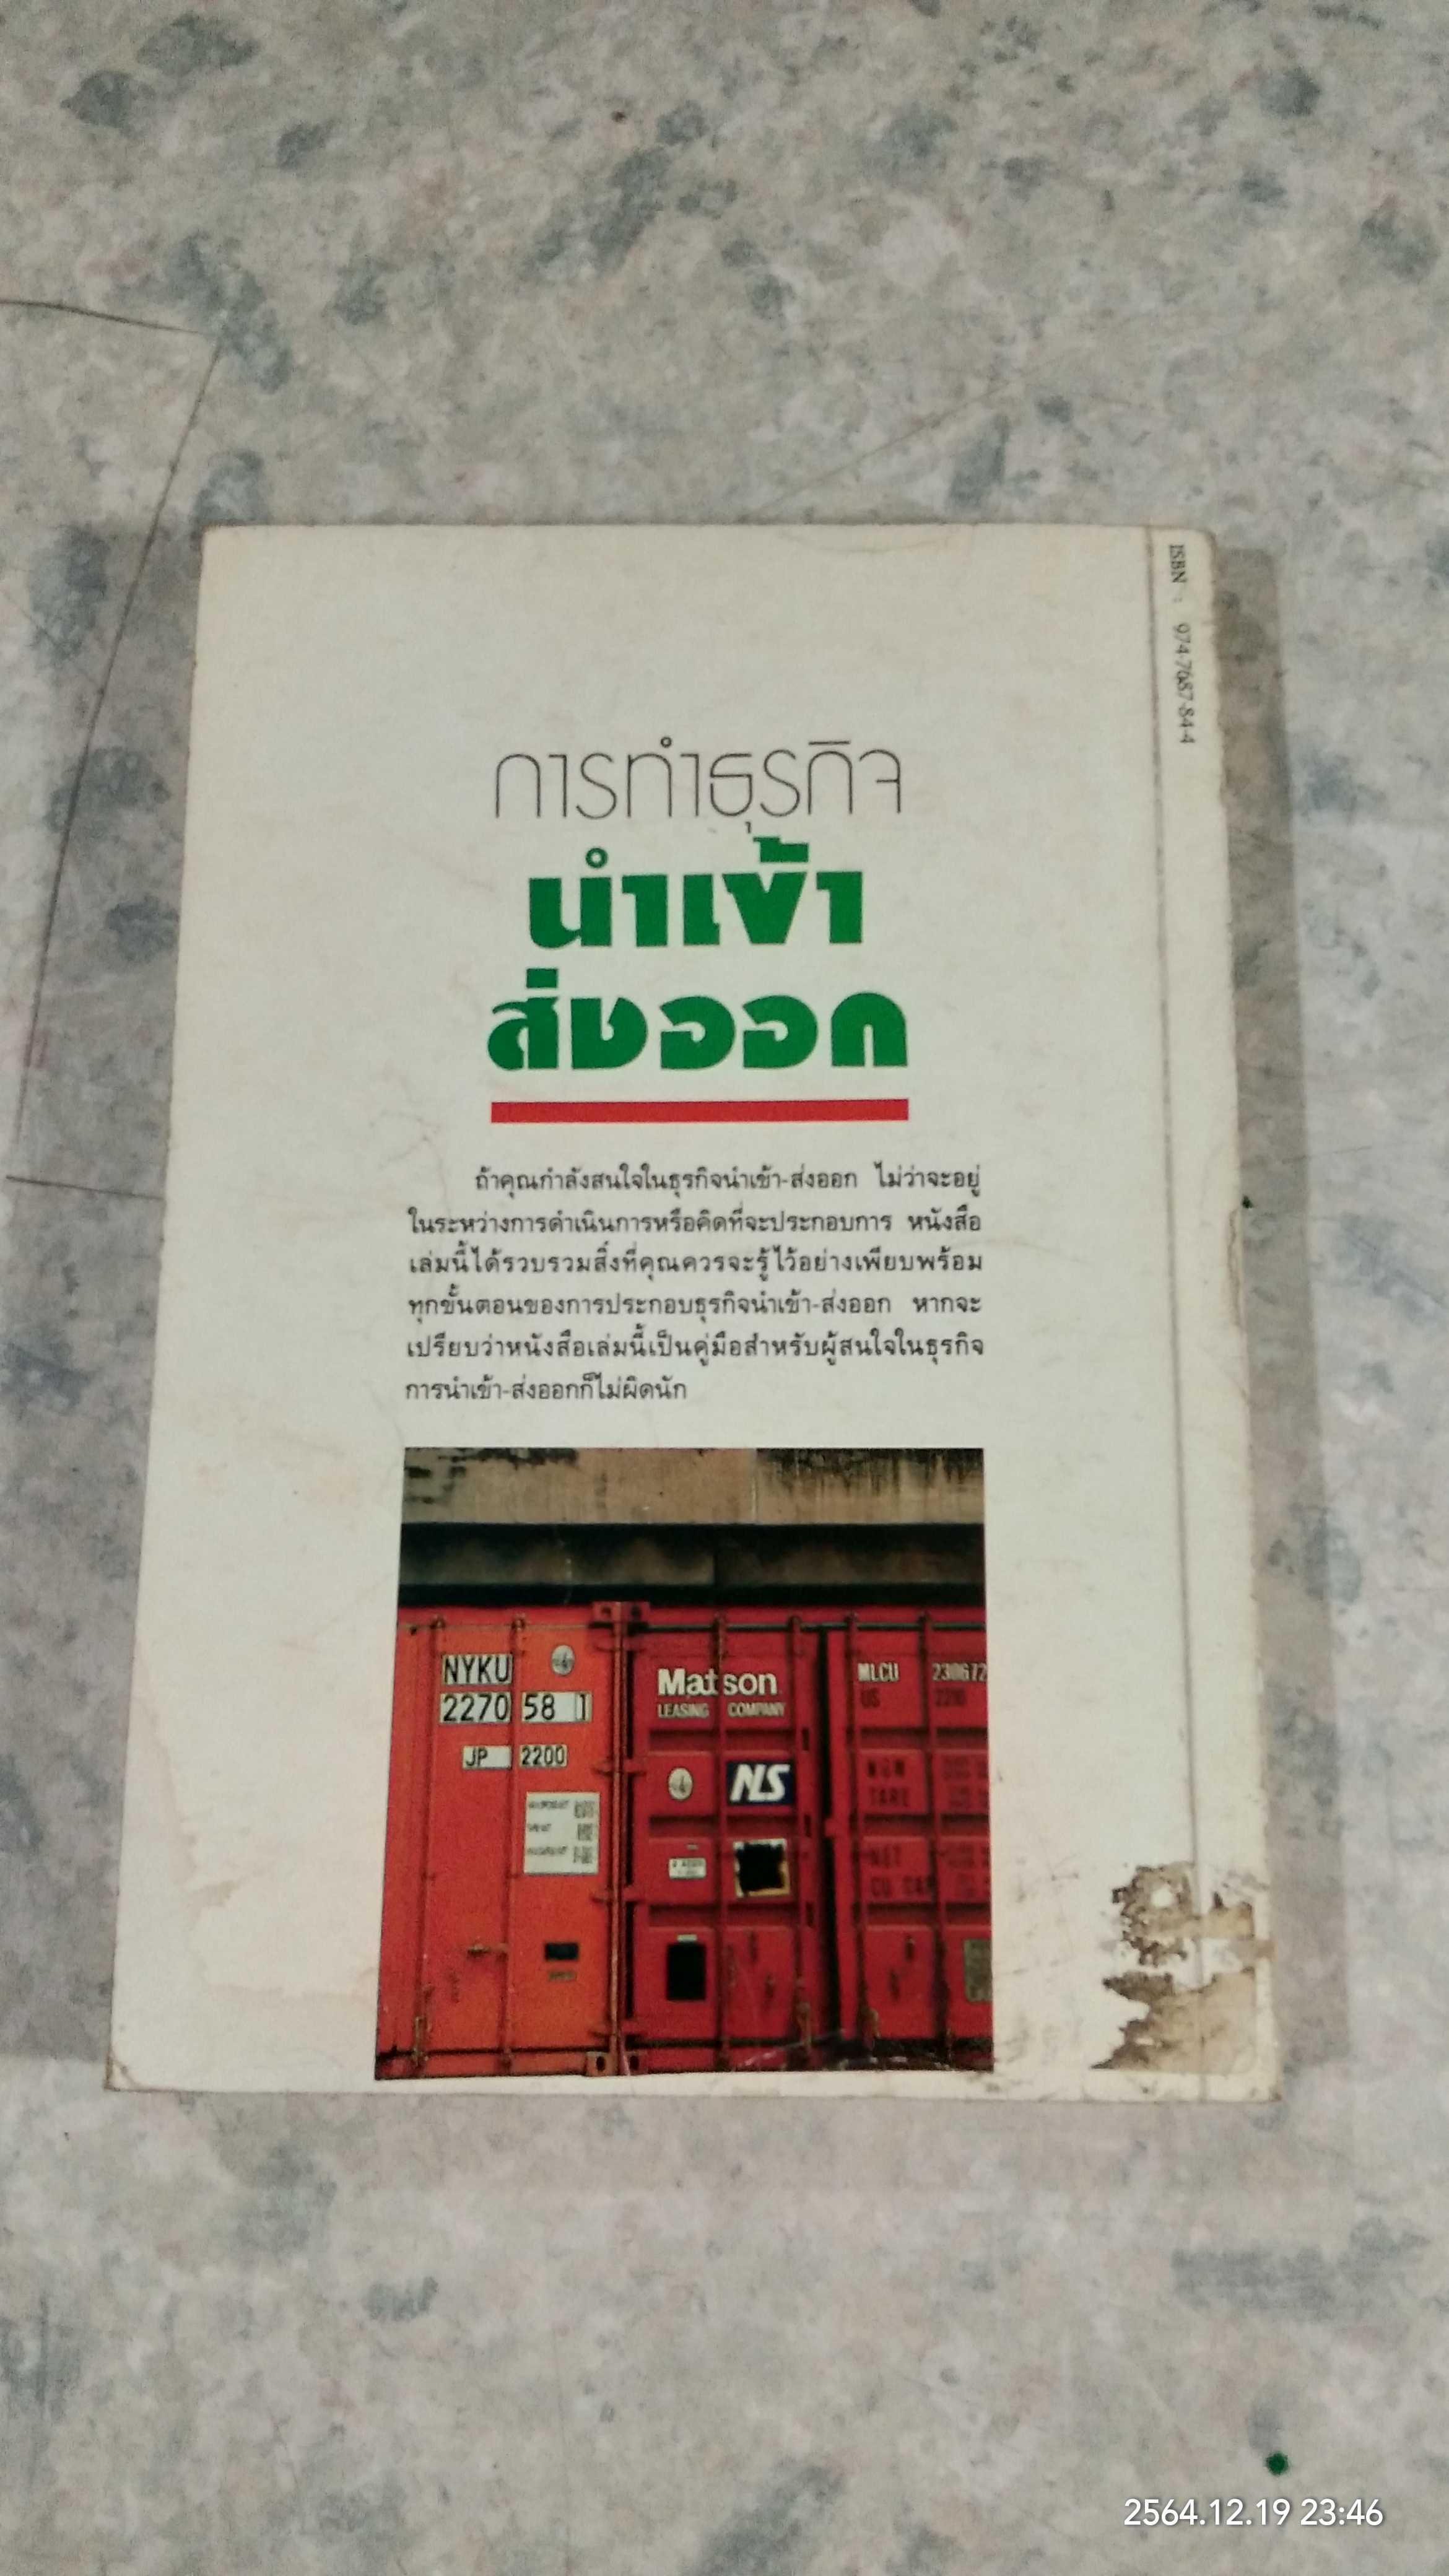 ISBN : 974-7687-84-4
การทำธุรกิจ
นำเข้า
ส่งออก
ถ้าคุณกำลังสนใจในธุรกิจนำเข้า-ส่งออก ไม่ว่าจะอยู่
ในระหว่างการดำเนินการหรือคิดที่จะประกอบการ หนังสือ
เล่มนี้ได้รวบรวมสิ่งที่คุณควรจะรู้ไว้อย่างเพียบพร้อม
ทุกขั้นตอนของการประกอบธุรกิจนำเข้า-ส่งออก หากจะ
เปรียบว่าหนังสือเล่มนี้เป็นคู่มือสำหรับผู้สนใจในธุรกิจ
การนำเข้า-ส่งออกก็ไม่ผิดนัก
NYKU
2270 58 1
JP 2200
Matson
LEASING COMPANY
NLS
MLCU 230672
US 2210
TARE
NET
2564.12.19 23:46